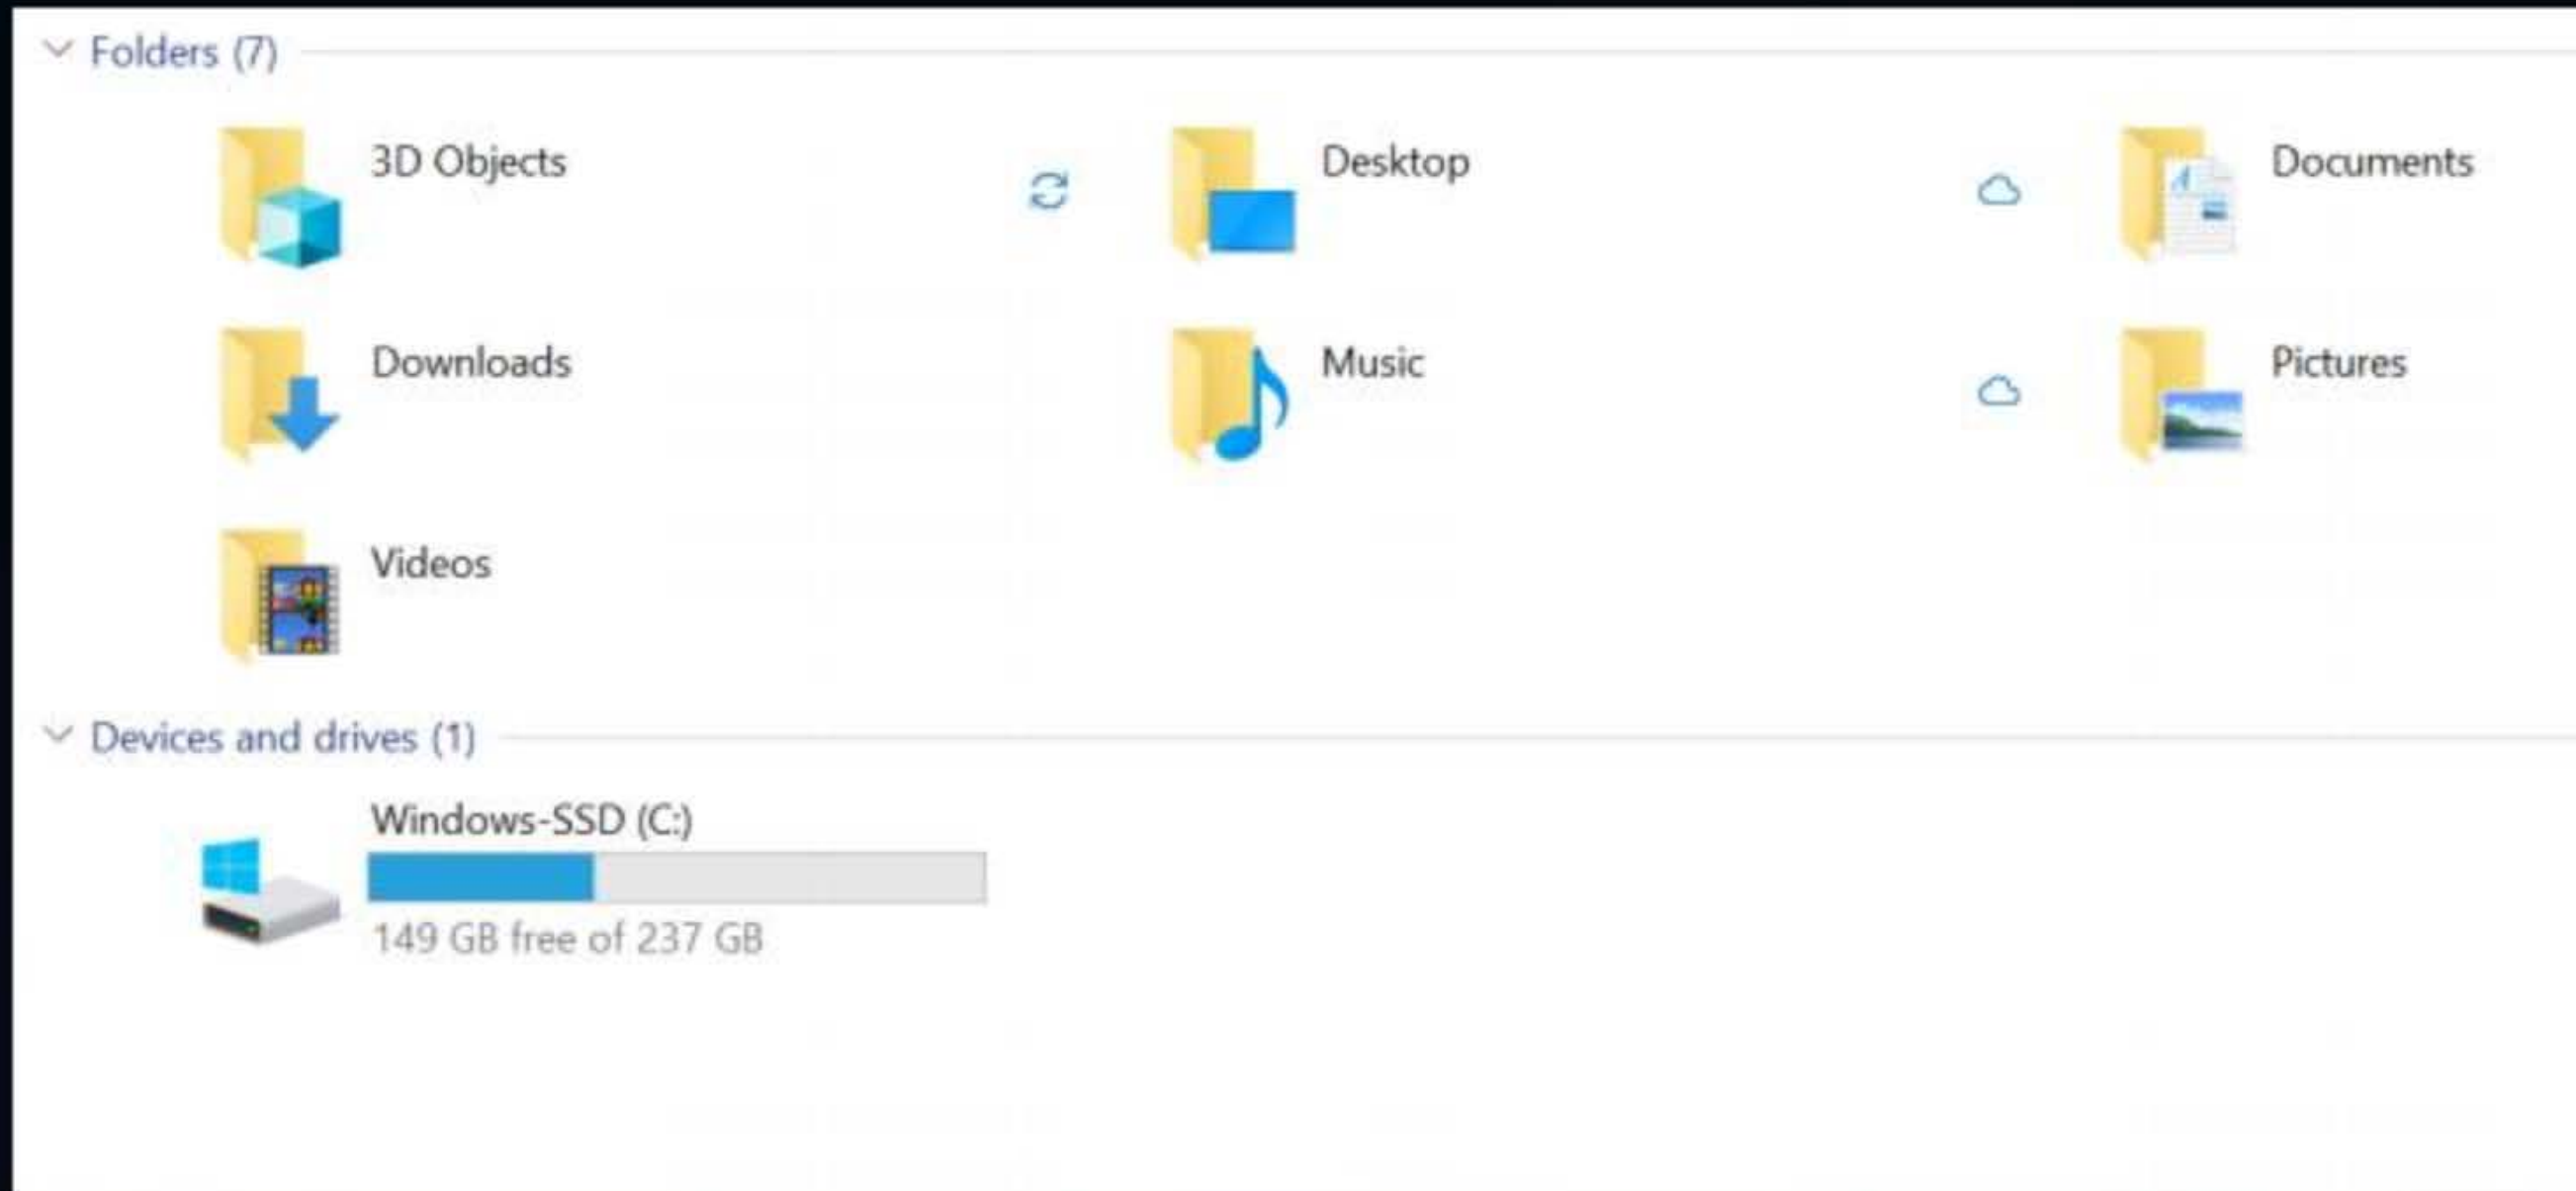 Folders (7)
3D Objects
Desktop
Documents
Downloads
Music
Pictures
Videos
Devices and drives (1)
Windows-SSD (C:)
149 GB free of 237 GB